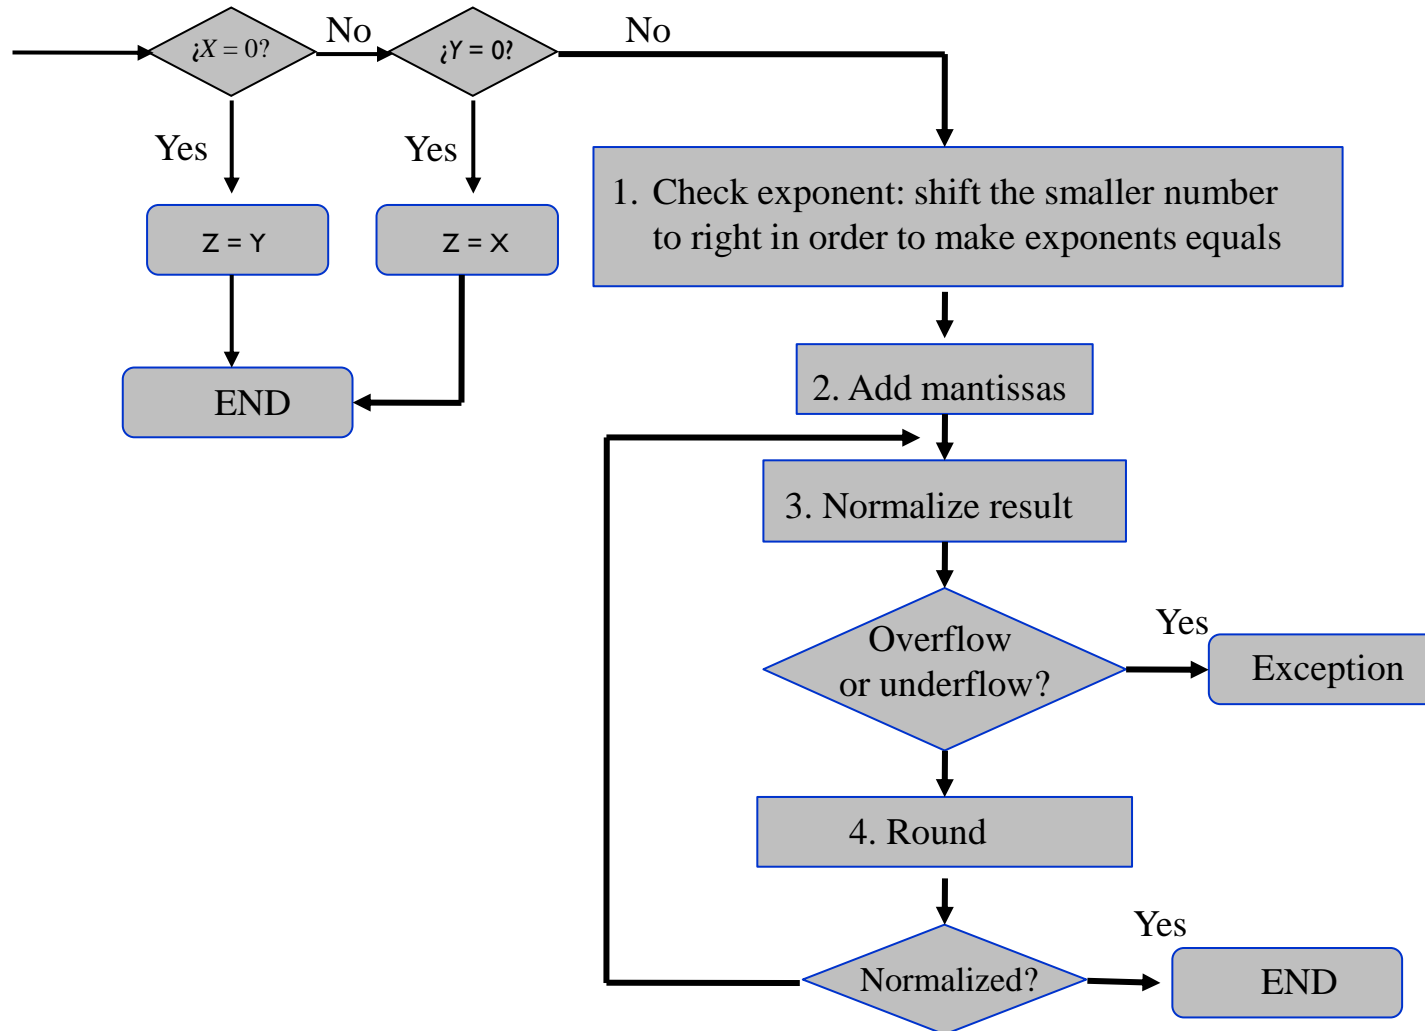 ¿X = 0?
No
¿Y = 0?
No
Yes
Yes
Z = Y
Z = X
END
1. Check exponent: shift the smaller number
to right in order to make exponents equals
2. Add mantissas
3. Normalize result
Overflow
or underflow?
Yes
Exception
4. Round
Normalized?
Yes
END